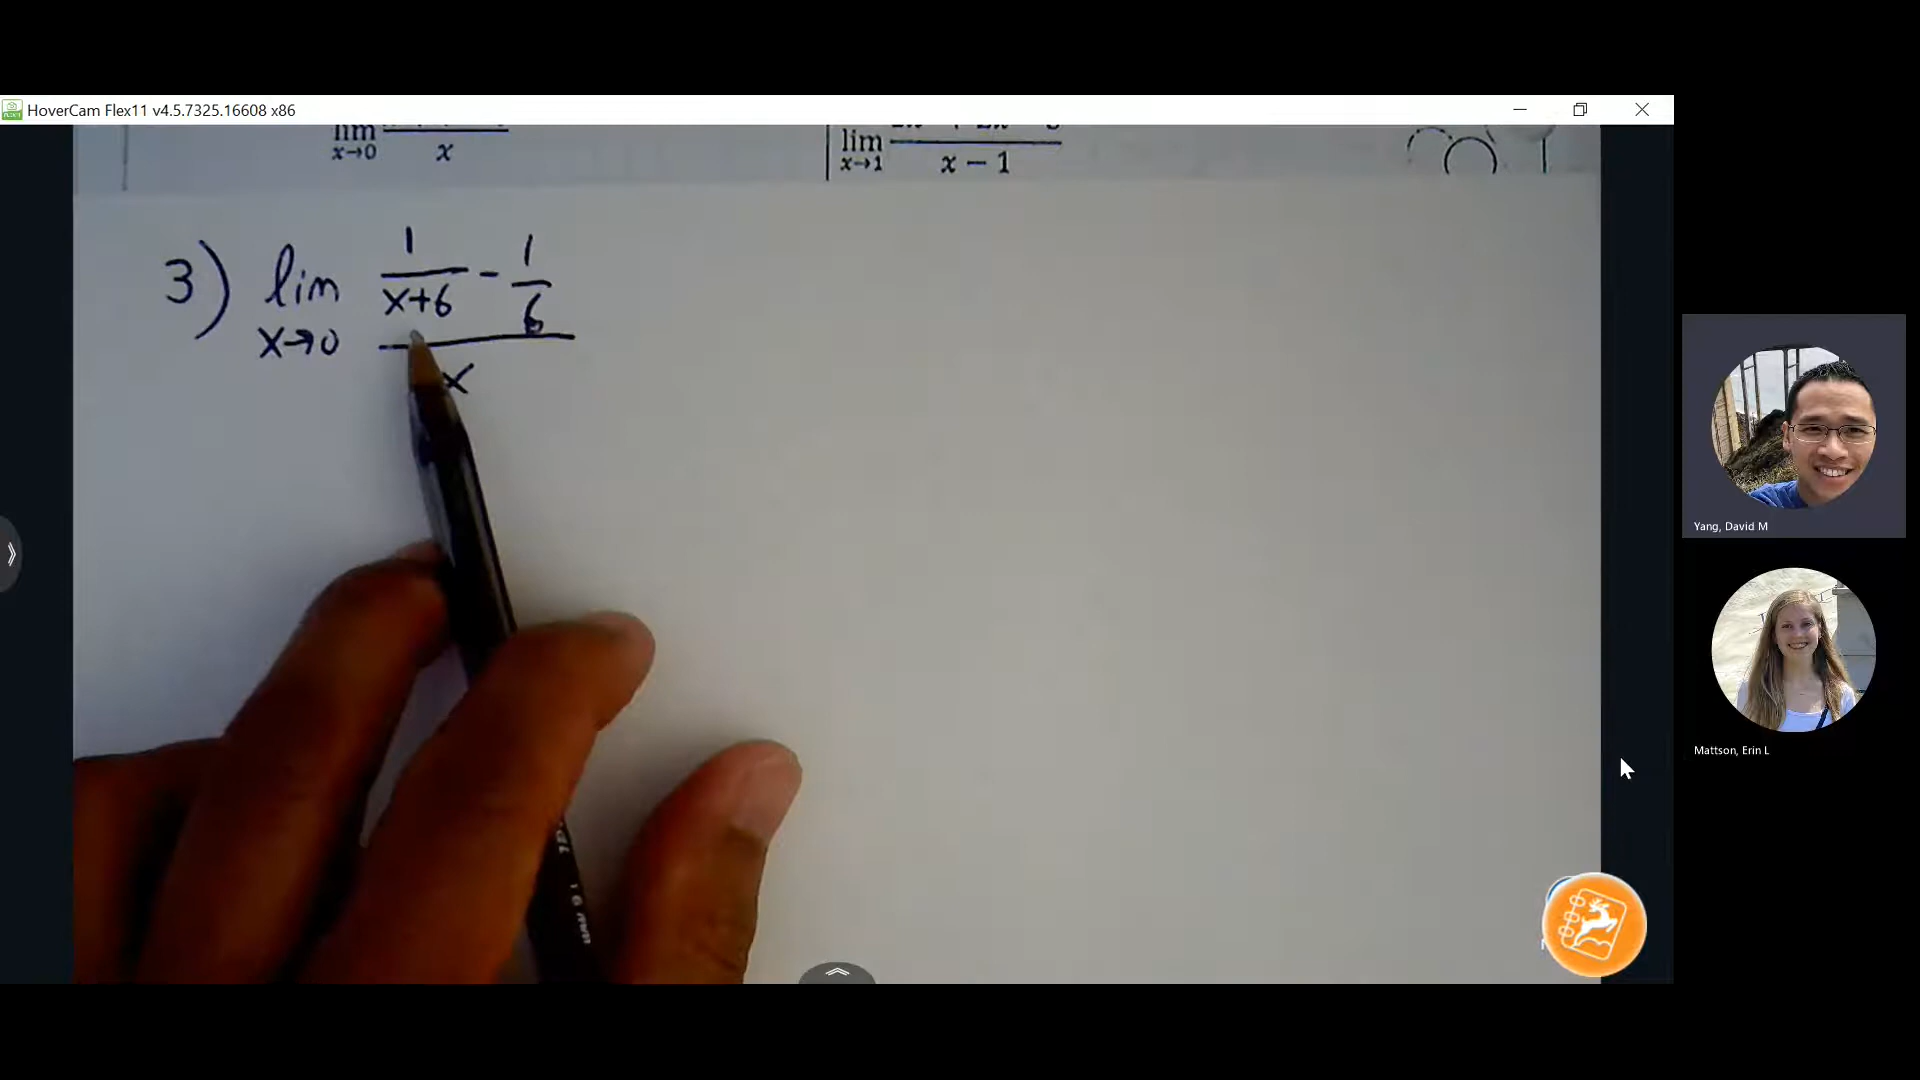 HoverCam Flex11 v4.5.7325.16608 x86
lim
x→0
x
lim
x→1
x − 1
3) lim
x→0
1
x+6
-
1
6
x
Yang, David M
Mattson, Erin L